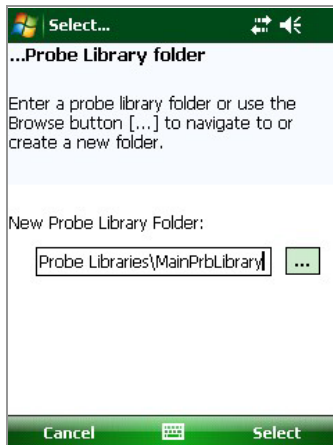 Select...
...Probe Library folder
Enter a probe library folder or use the
Browse button [...] to navigate to or
create a new folder.
New Probe Library Folder:
Probe Libraries\MainPrbLibrary
...
Cancel
Select